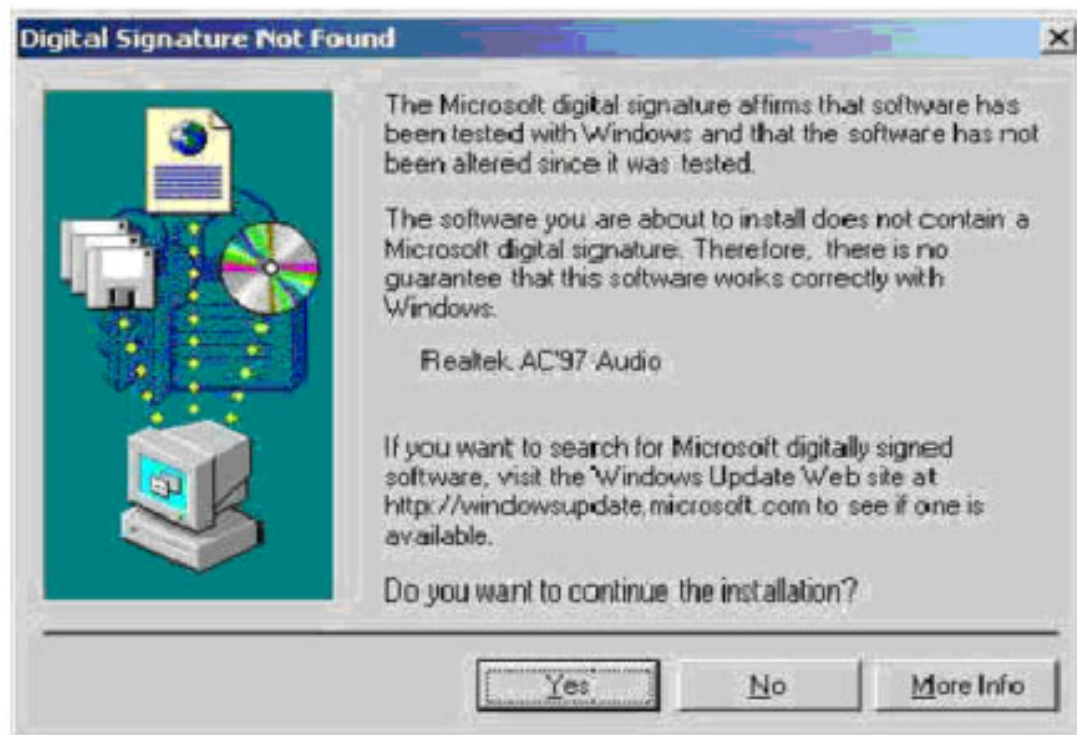 Digital Signature Not Found
The Microsoft digital signature affirms that software has
been tested with Windows and that the software has not
been altered since it was tested.
The software you are about to install does not contain a
Microsoft digital signature. Therefore, there is no
guarantee that this software works correctly with
Windows.
Realtek AC'97 Audio
If you want to search for Microsoft digitally signed
software, visit the Windows Update Web site at
http://windowsupdate.microsoft.com to see if one is
available.
Do you want to continue the installation?
Yes No More Info